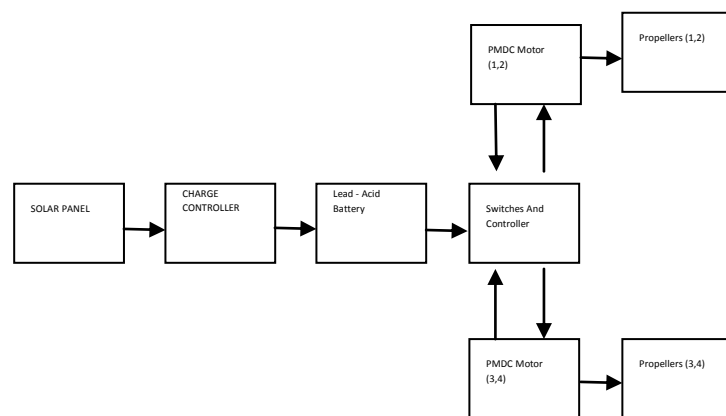 PMDC Motor
(1,2)
Propellers (1,2)
SOLAR PANEL
CHARGE
CONTROLLER
Lead - Acid
Battery
Switches And
Controller
PMDC Motor
(3,4)
Propellers (3,4)